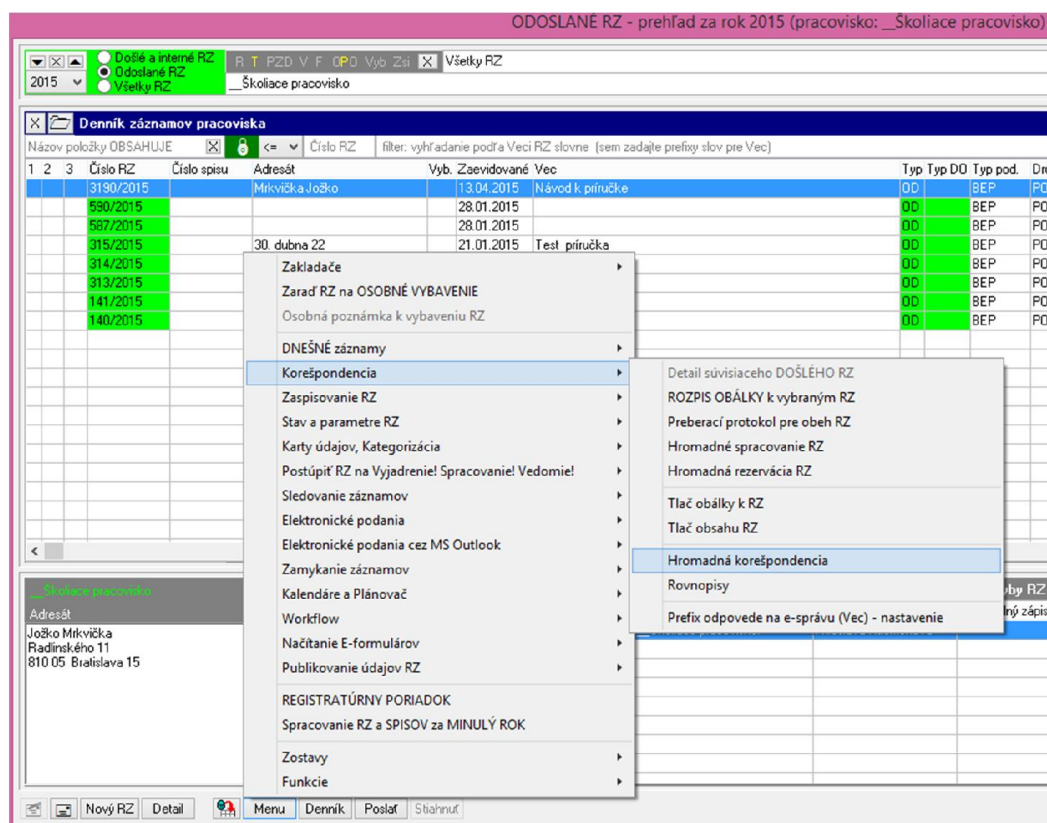 ODOSLANÉ RZ - prehľad za rok 2015 (pracovisko: __Školiace pracovisko)
Došlé a interné RZ
R T PZD V F OPO Vyb Zsi X Všetky RZ
Odoslané RZ
2015
Všetky RZ
__Školiace pracovisko
Denník záznamov pracoviska
Názov položky OBSAHUJE X <= Číslo RZ filter: vyhľadanie podľa Veci RZ slovne (sem zadajte prefixy slov pre Vec)
1 2 3 Číslo RZ Číslo spisu Adresát Vyb. Zaevidované Vec Typ Typ DO Typ pod.
3190/2015 Mrkvička Jožko 13.04.2015 Návod k príručke OD BEP
590/2015 28.01.2015 OD BEP
587/2015 28.01.2015 OD BEP
315/2015 30. dubna 22 21.01.2015 Test príručka OD BEP
314/2015 OD BEP
313/2015 OD BEP
141/2015 OD BEP
140/2015 OD BEP
Zakladače
Zaraď RZ na OSOBNÉ VYBAVENIE
Osobná poznámka k vybaveniu RZ
DNEŠNÉ záznamy
Korešpondencia
Zaspisovanie RZ
Stav a parametre RZ
Karty údajov, Kategorizácia
Postúpiť RZ na Vyjadrenie! Spracovanie! Vedomie!
Sledovanie záznamov
Elektronické podania
Elektronické podania cez MS Outlook
Zamykanie záznamov
Kalendáre a Plánovač
Workflow
Načítanie E-formulárov
Publikovanie údajov RZ
REGISTRATÚRNY PORIADOK
Spracovanie RZ a SPISOV za MINULÝ ROK
Zostavy
Funkcie
Detail súvisiaceho DOŠLÉHO RZ
ROZPIS OBÁLKY k vybraným RZ
Preberací protokol pre obeh RZ
Hromadné spracovanie RZ
Hromadná rezervácia RZ
Tlač obálky k RZ
Tlač obsahu RZ
Hromadná korešpondencia
Rovnopisy
Prefix odpovede na e-správu (Vec) - nastavenie
__Školiace pracovisko
Adresát
Jožko Mrkvička
Radlinského 11
810 05 Bratislava 15
Nový RZ Detail Menu Denník Poslať Stiahnuť